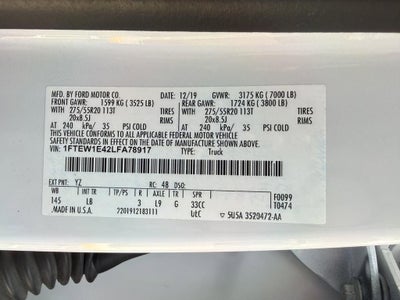 MFD. BY FORD MOTOR CO.
12/19 GVWR: 3175 KG ( 7000 LB)
FRONT GAWR: 1599 KG ( 3525 LB) REAR GAWR: 1724 KG ( 3800 LB)
WITH 275/55R20 113T TIRES WITH 275/55R20 113T TIRES
20x8.5J RIMS 20x8.5J RIMS
AT 240 kPa/ 35 PSI COLD AT 240 kPa/ 35 PSI COLD
THIS VEHICLE CONFORMS TO ALL APPLICABLE FEDERAL MOTOR VEHICLE
SAFETY STANDARDS IN EFFECT ON THE DATE OF MANUFACTURE SHOWN ABOVE.
VIN: 1FTEW1E42LFA78917 TYPE: Truck
EXT PNT: YZ RC: 48 DSO: F0099
WB INT TR TP/PS R AXLE TR SPR T0474
145 LB 3 L9 G 33CC
MADE IN U.S.A. 2201912183111 5USA 3520472-AA